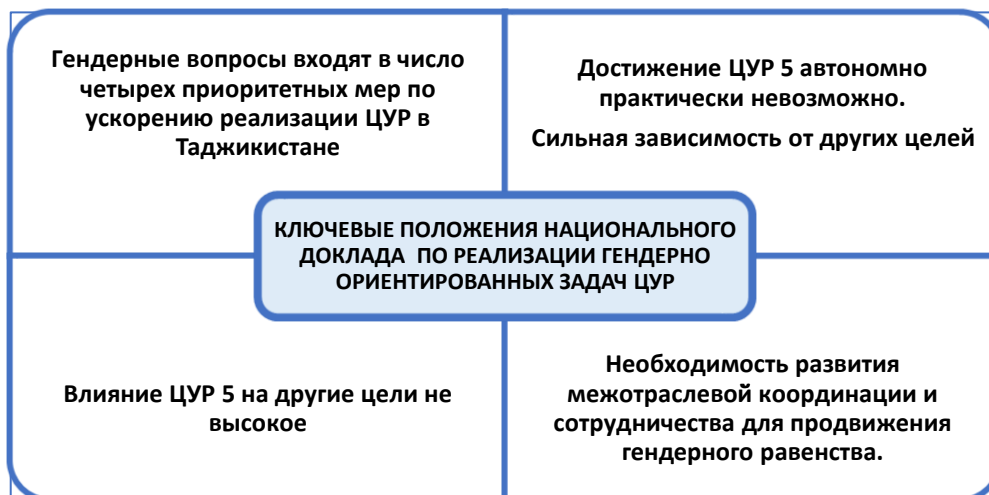 Гендерные вопросы входят в число
четырех приоритетных мер по
ускорению реализации ЦУР в
Таджикистане
Достижение ЦУР 5 автономно
практически невозможно.
Сильная зависимость от других целей
КЛЮЧЕВЫЕ ПОЛОЖЕНИЯ НАЦИОНАЛЬНОГО
ДОКЛАДА ПО РЕАЛИЗАЦИИ ГЕНДЕРНО
ОРИЕНТИРОВАННЫХ ЗАДАЧ ЦУР
Влияние ЦУР 5 на другие цели не
высокое
Необходимость развития
межотраслевой координации и
сотрудничества для продвижения
гендерного равенства.